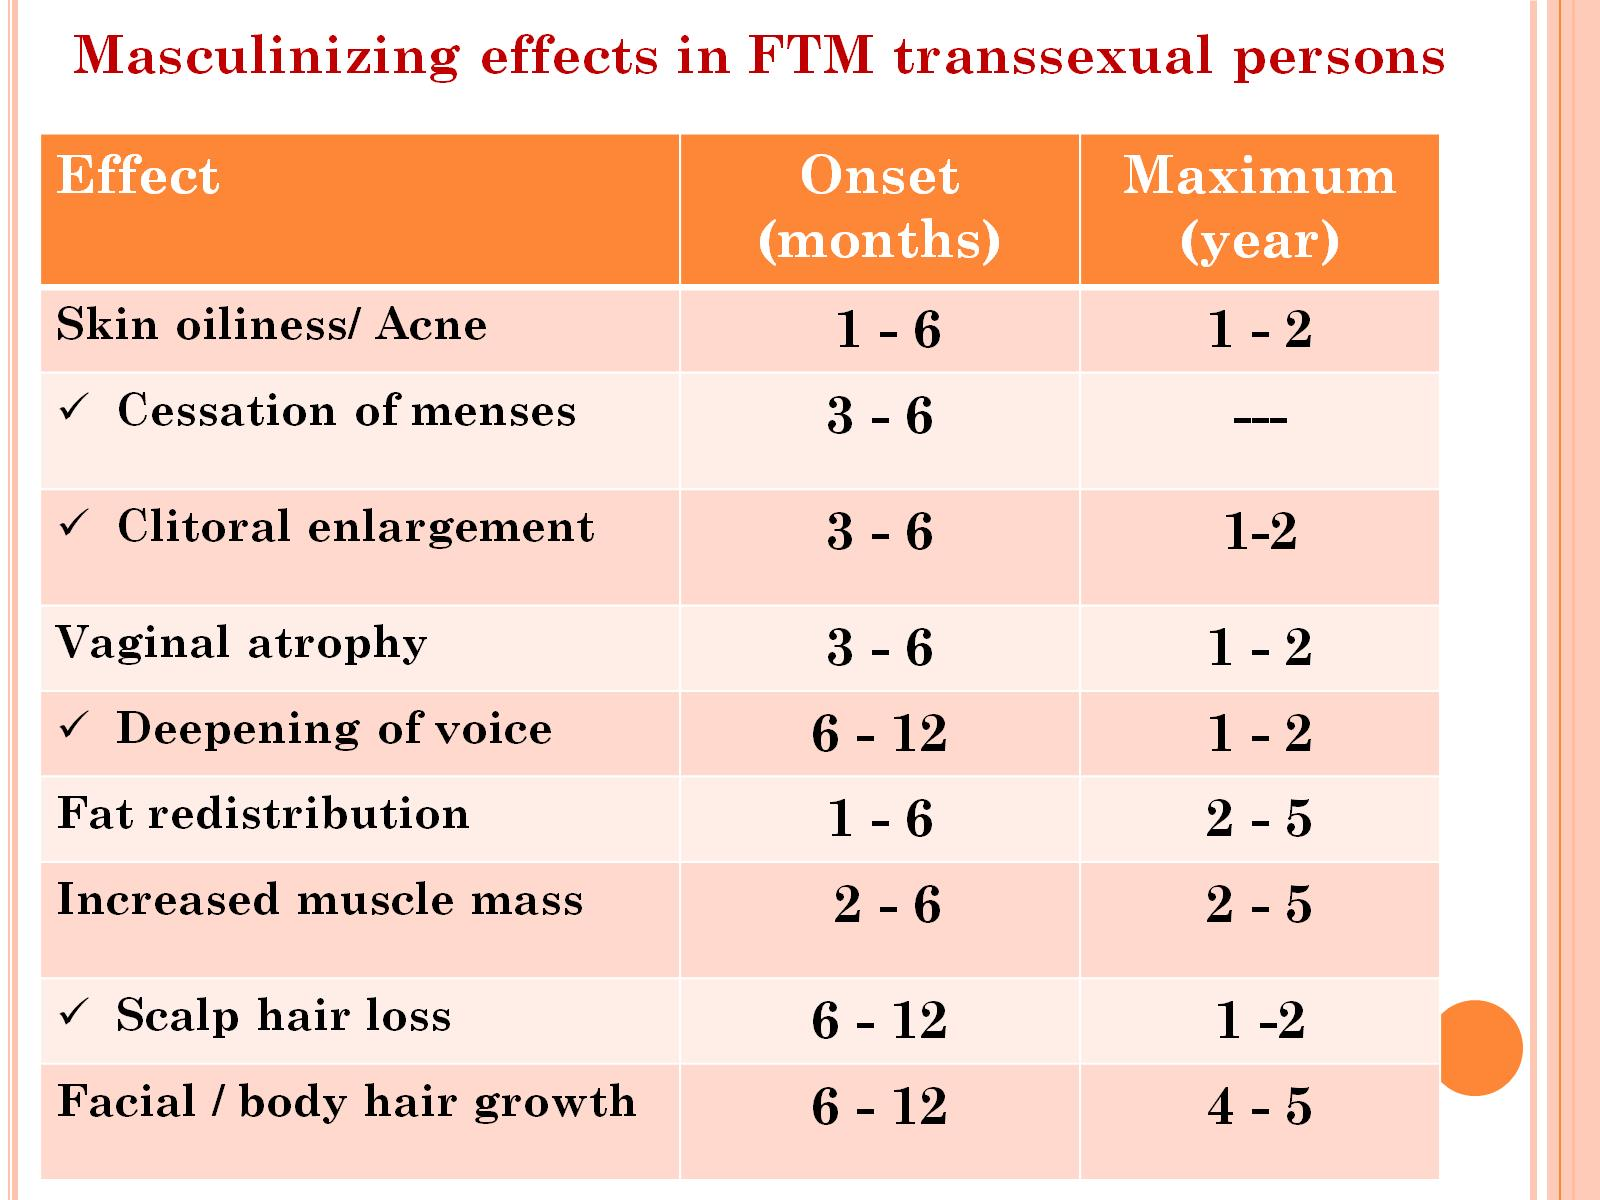 Masculinizing effects in FTM transsexual persons
Effect Onset (months) Maximum (year)
Skin oiliness/ Acne 1 - 6 1 - 2
✓ Cessation of menses 3 - 6 ---
✓ Clitoral enlargement 3 - 6 1-2
Vaginal atrophy 3 - 6 1 - 2
✓ Deepening of voice 6 - 12 1 - 2
Fat redistribution 1 - 6 2 - 5
Increased muscle mass 2 - 6 2 - 5
✓ Scalp hair loss 6 - 12 1 -2
Facial / body hair growth 6 - 12 4 - 5